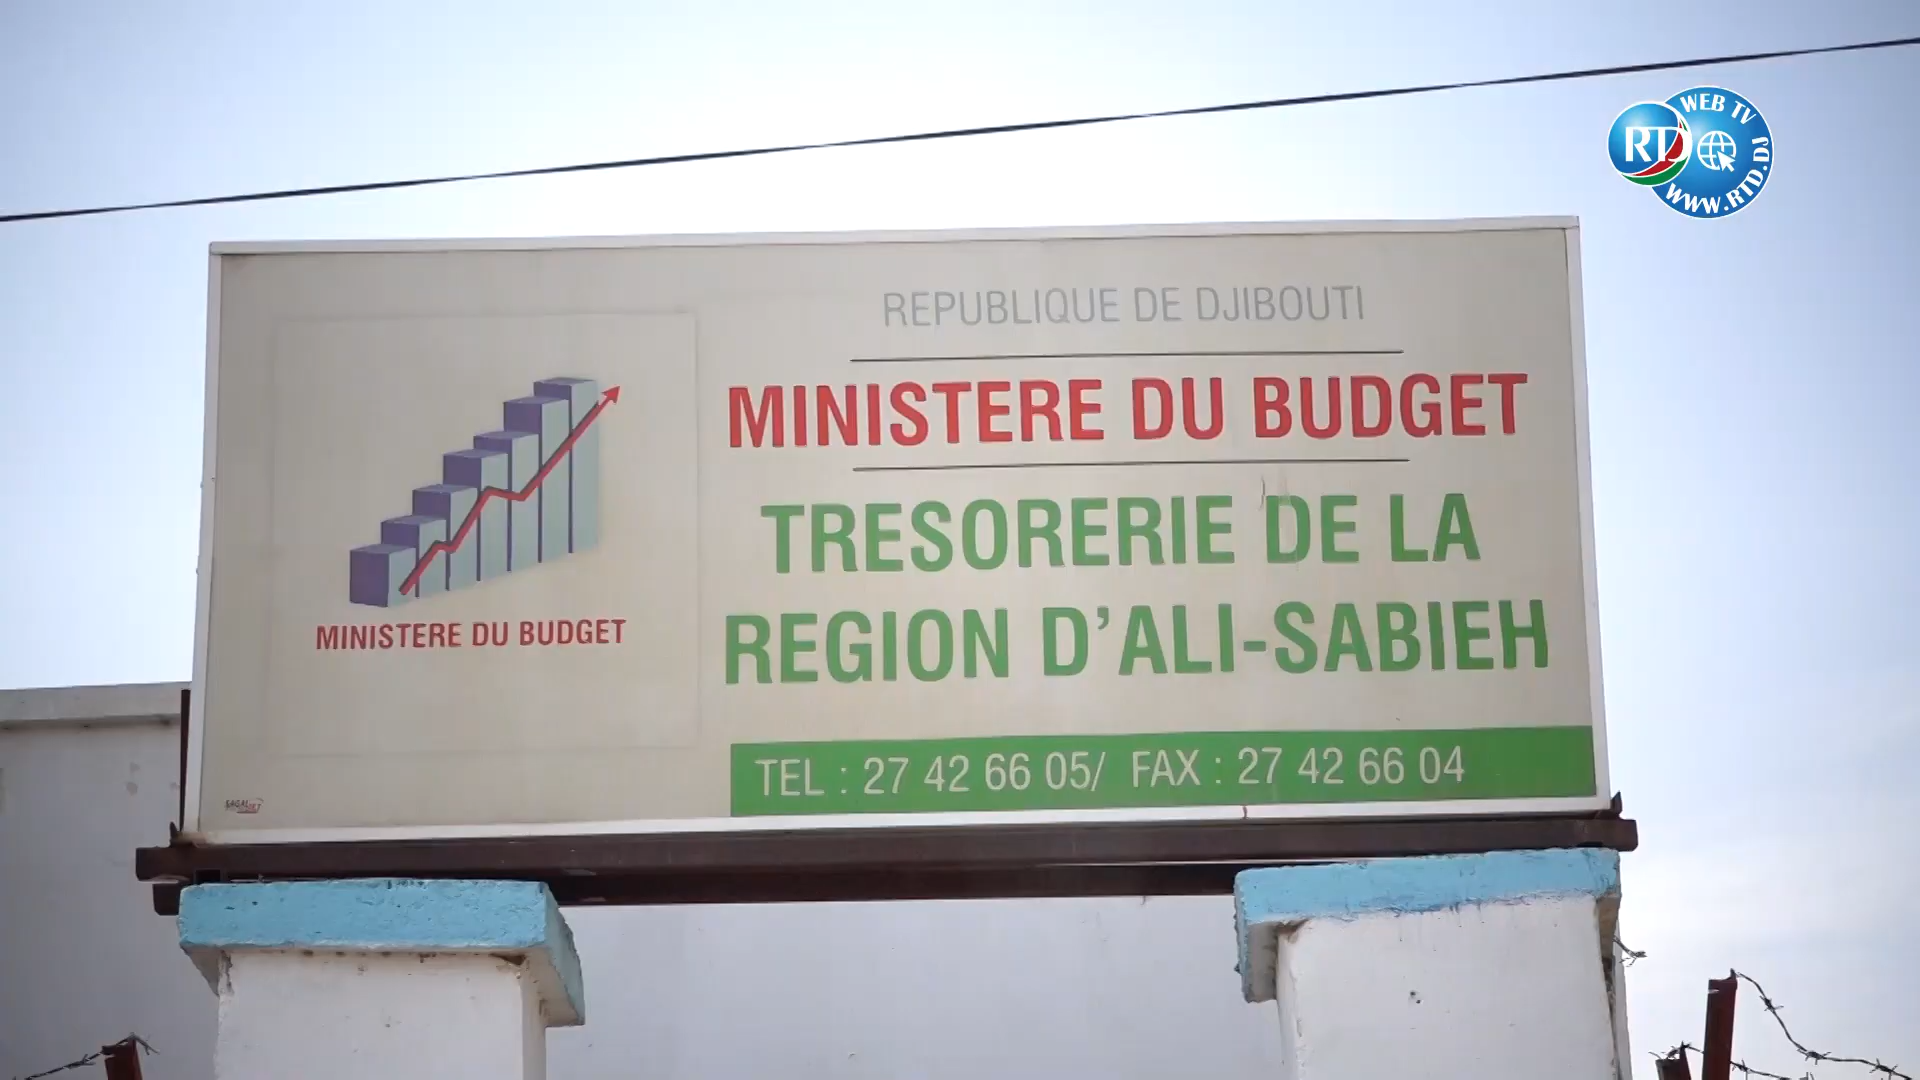 WEB TV
RTD
WWW.RTD.DJ
REPUBLIQUE DE DJIBOUTI
MINISTERE DU BUDGET
TRESORERIE DE LA
REGION D'ALI-SABIEH
MINISTERE DU BUDGET
TEL : 27 42 66 05/ FAX : 27 42 66 04